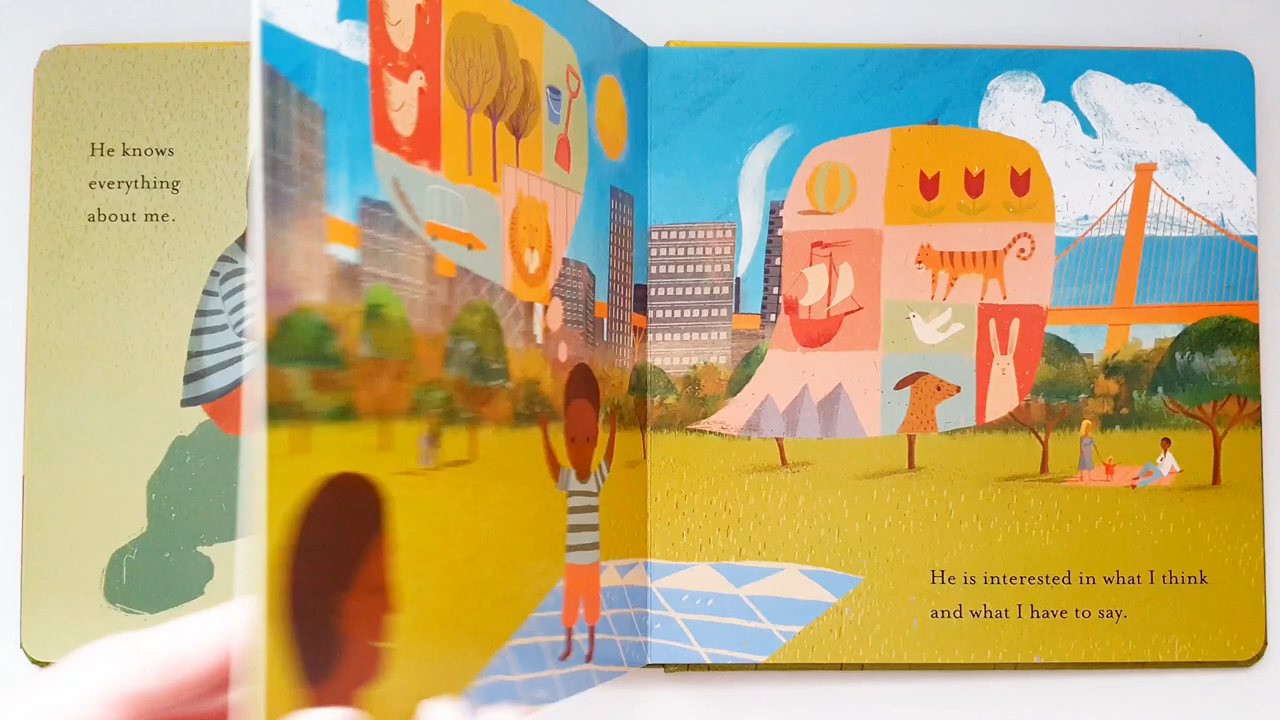 He knows
everything
about me.
He is interested in what I think
and what I have to say.